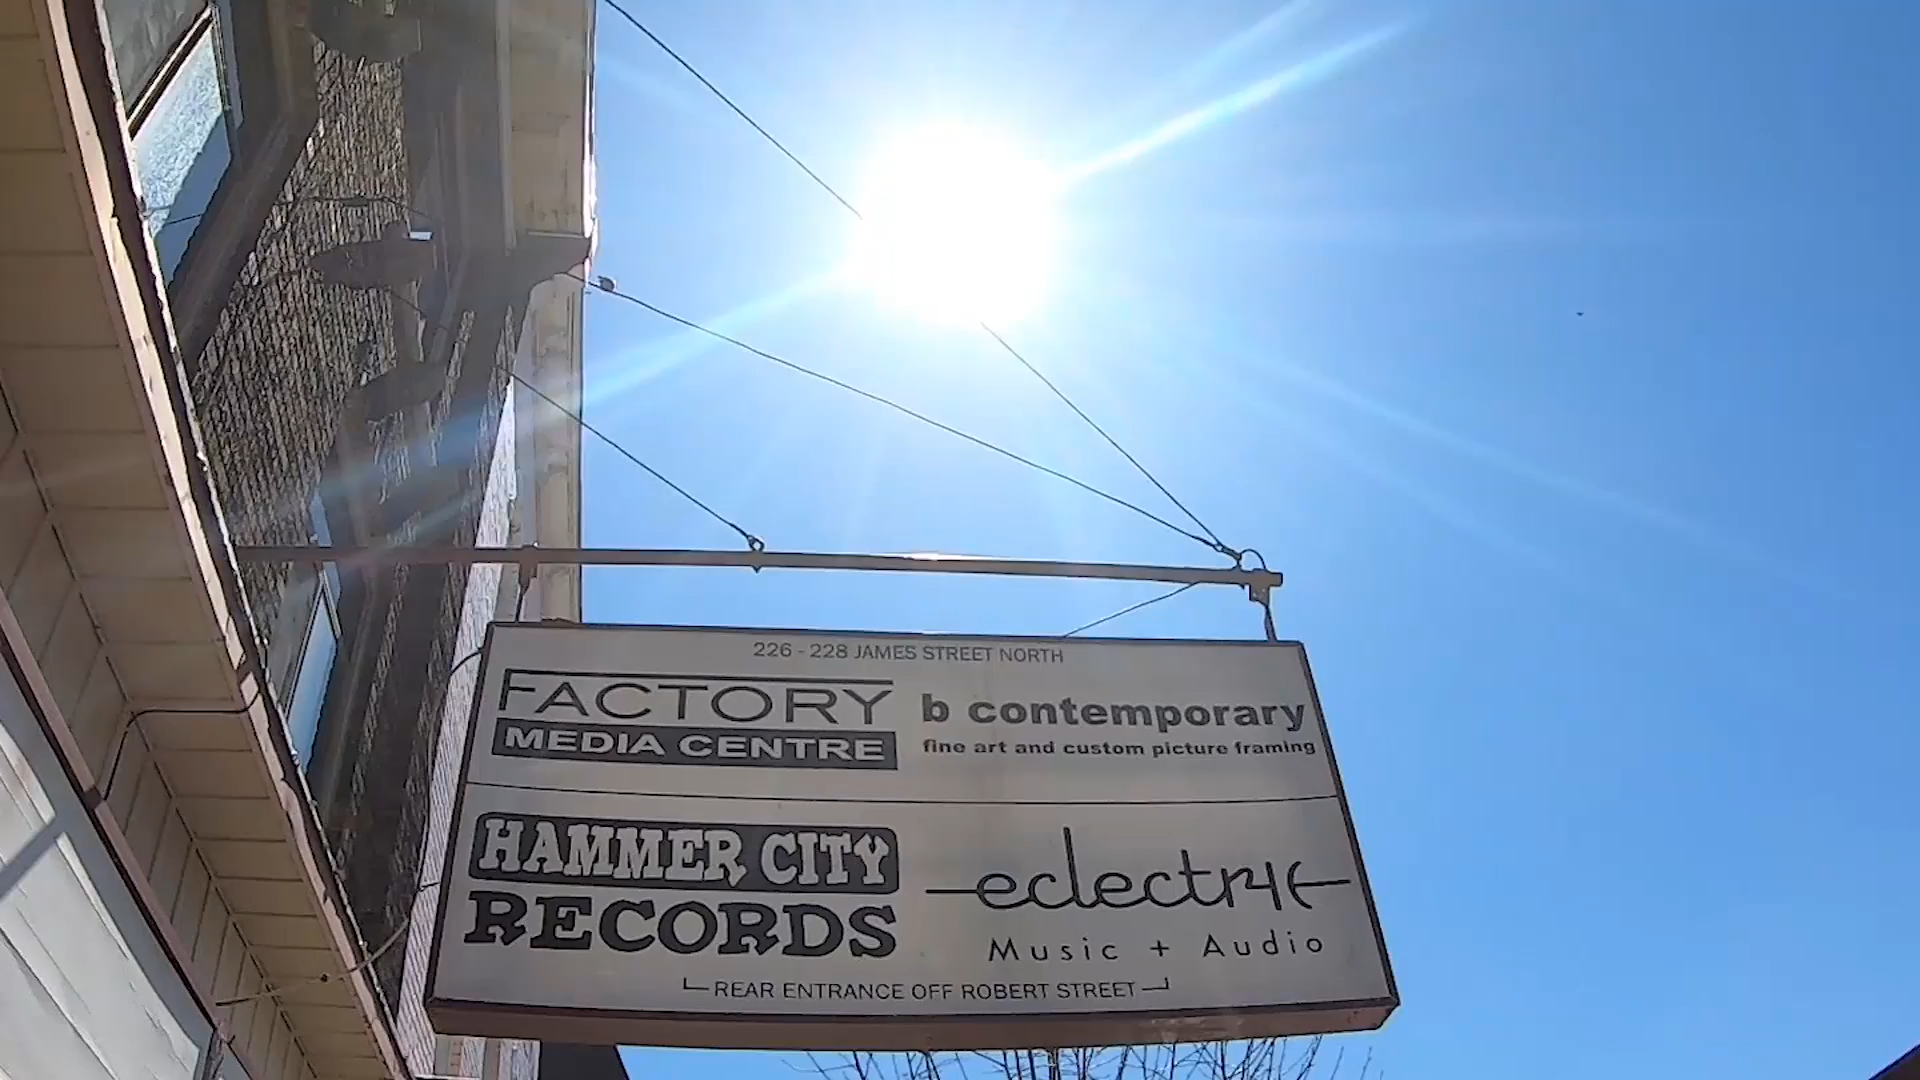 226 - 228 JAMES STREET NORTH
FACTORY
MEDIA CENTRE
b contemporary
fine art and custom picture framing
HAMMER CITY
RECORDS
eclectric
Music + Audio
REAR ENTRANCE OFF ROBERT STREET